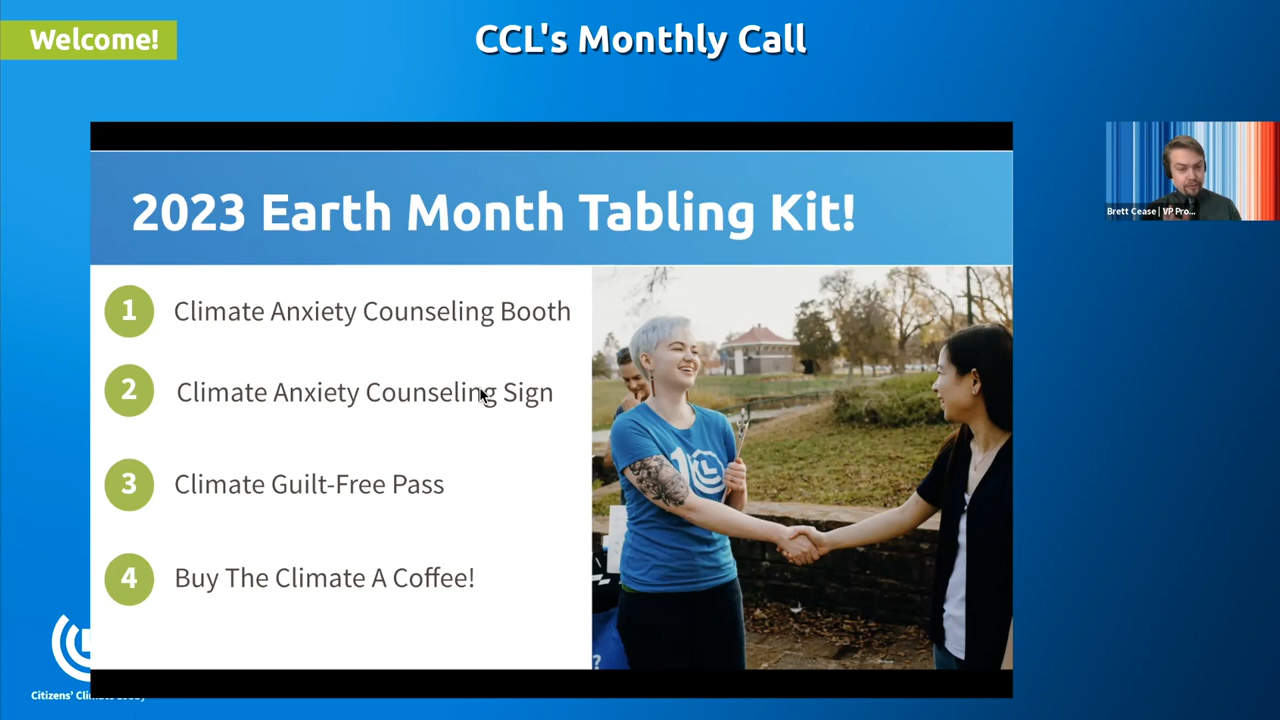 Welcome!
CCL's Monthly Call
2023 Earth Month Tabling Kit!
1 Climate Anxiety Counseling Booth
2 Climate Anxiety Counseling Sign
3 Climate Guilt-Free Pass
4 Buy The Climate A Coffee!
Brett Cease | VP Pro...
Citizens'
?